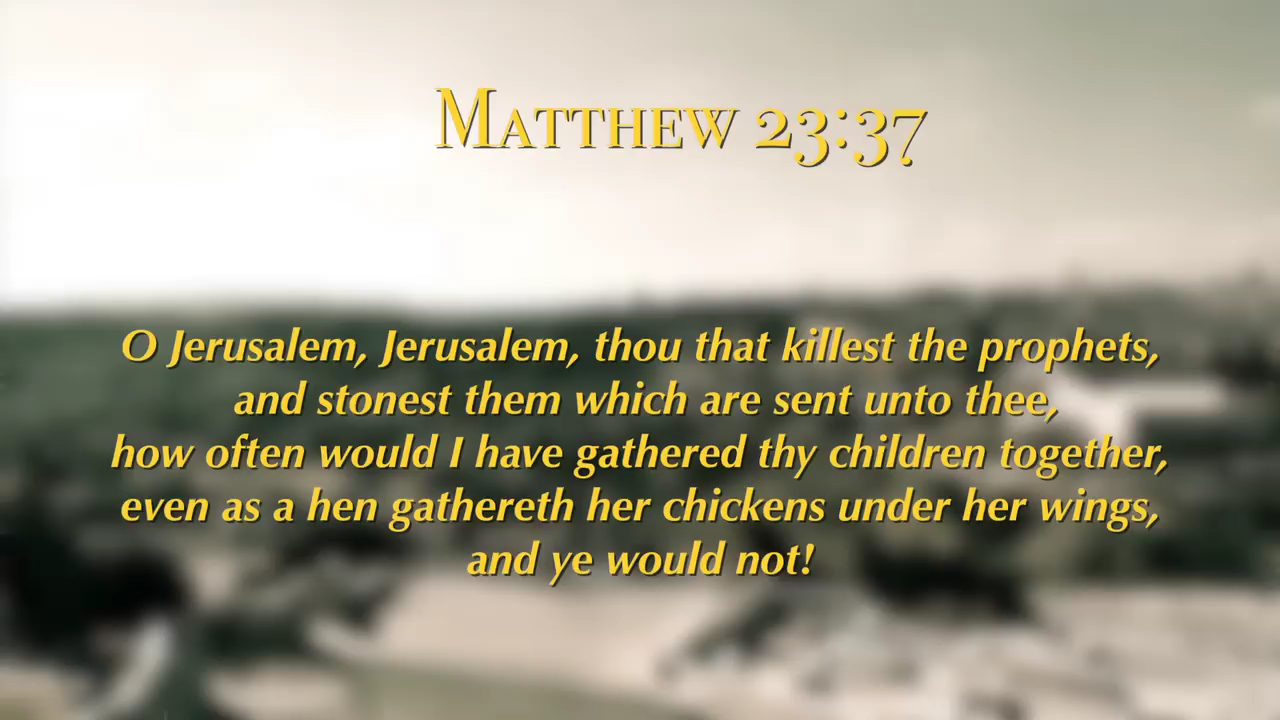 Matthew 23:37
O Jerusalem, Jerusalem, thou that killest the prophets,
and stonest them which are sent unto thee,
how often would I have gathered thy children together,
even as a hen gathereth her chickens under her wings,
and ye would not!